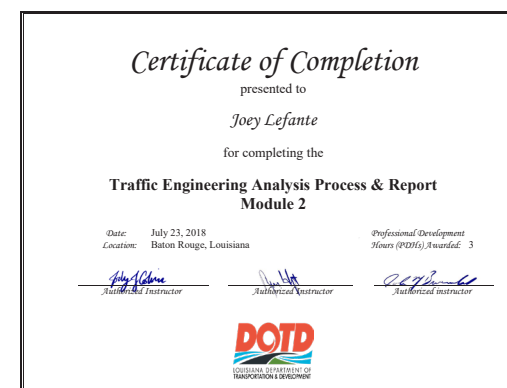 Certificate of Completion
presented to
Joey Lefante
for completing the
Traffic Engineering Analysis Process & Report
Module 2
Date: July 23, 2018
Location: Baton Rouge, Louisiana
Professional Development
Hours (PDHs) Awarded: 3
Authorized Instructor
Authorized Instructor
Authorized instructor
DOTD
LOUISIANA DEPARTMENT OF
TRANSPORTATION & DEVELOPMENT